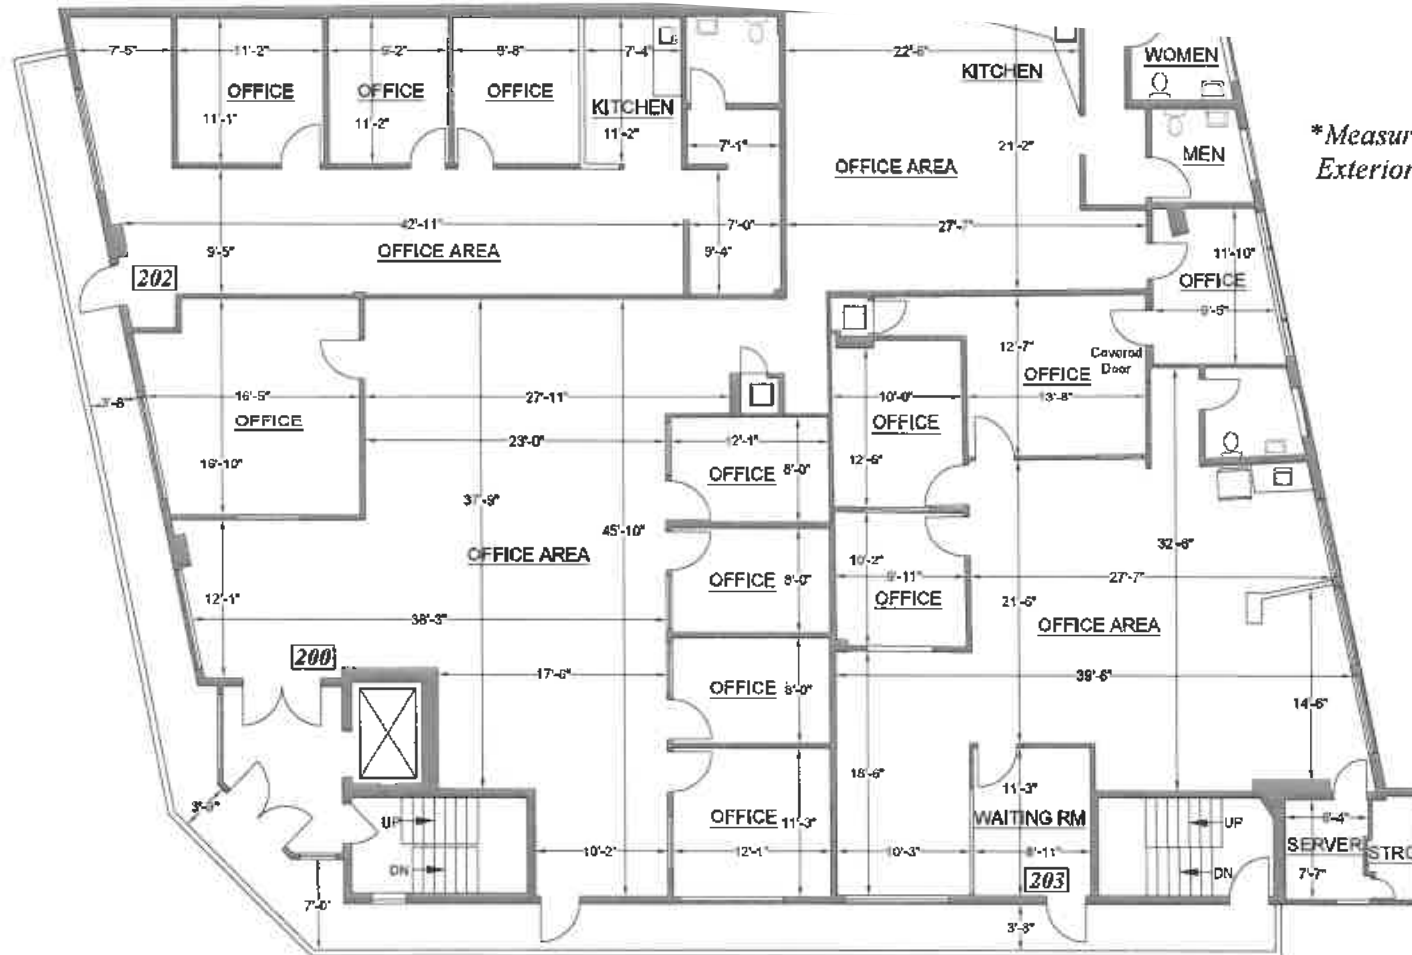 7'-5"
11'-2"
9'-2"
9'-8"
7'-4"
22'-6"
WOMEN
OFFICE
OFFICE
OFFICE
KITCHEN
KITCHEN
11'-1"
11'-2"
11'-2"
7'-1"
21'-2"
MEN
*Measur
Exterior
OFFICE AREA
42'-11"
7'-0"
27'-7"
9'-5"
OFFICE AREA
9'-4"
11'-10"
202
OFFICE
9'-5"
12'-7"
Covered
Door
OFFICE
3'-8"
16'-5"
27'-11"
10'-0"
13'-8"
OFFICE
OFFICE
23'-0"
12'-1"
16'-10"
OFFICE
8'-0"
12'-6"
37'-9"
45'-10"
OFFICE AREA
32'-8"
10'-2"
OFFICE
8'-0"
9'-11"
27'-7"
12'-1"
OFFICE
21'-6"
38'-3"
OFFICE AREA
200
17'-6"
39'-6"
OFFICE
8'-0"
14'-6"
18'-6"
11'-3"
3'-8"
UP
OFFICE
11'-3"
WAITING RM
UP
6'-4"
10'-2"
12'-1"
10'-3"
8'-11"
SERVER
STRO
DN
203
DN
7'-7"
7'-0"
3'-8"